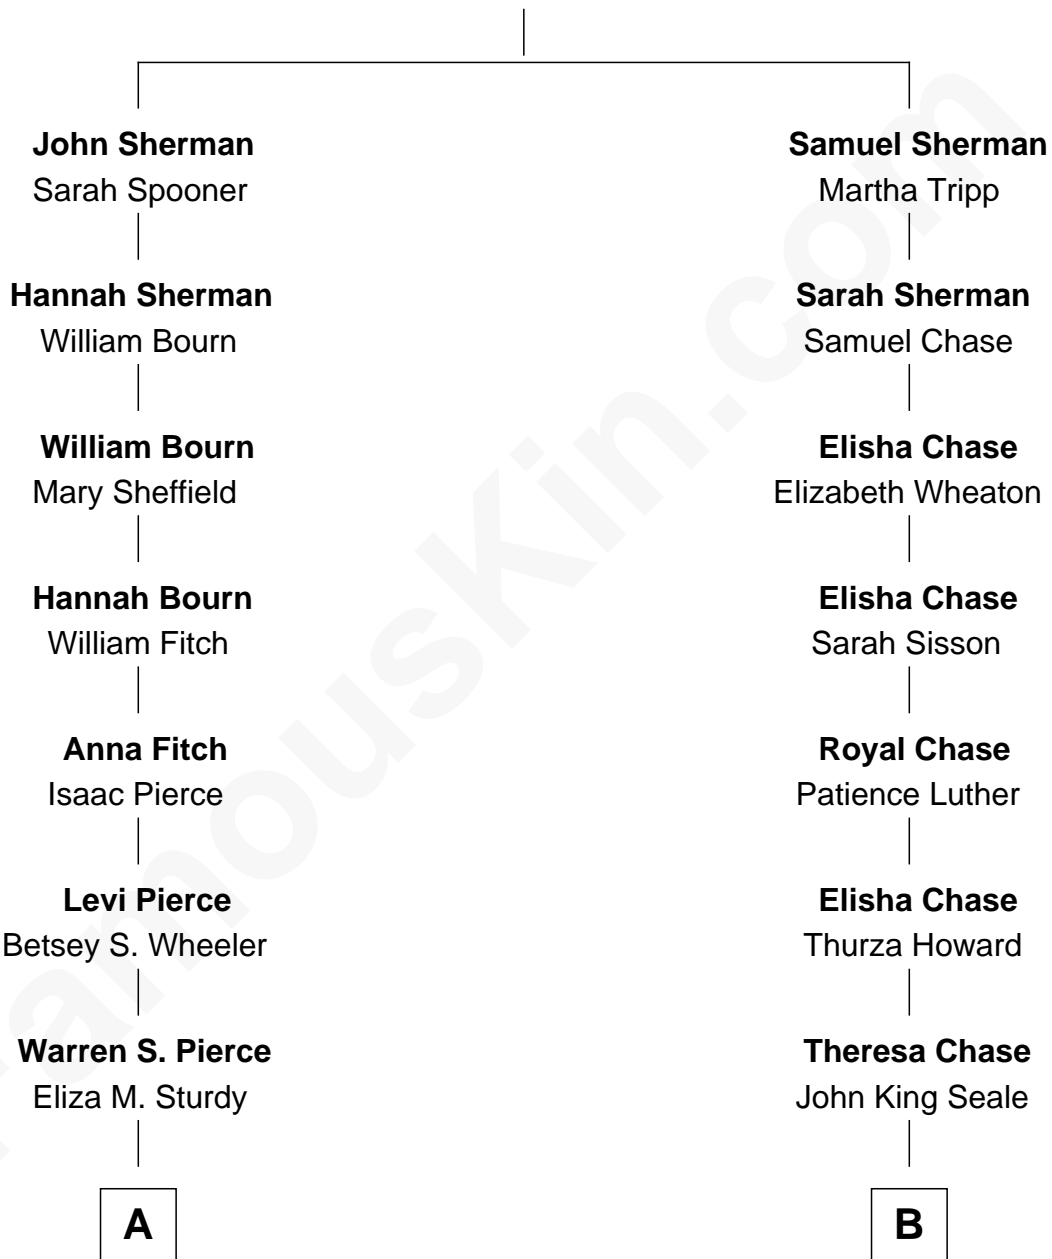 John Sherman
Sarah Spooner
Hannah Sherman
William Bourn
William Bourn
Mary Sheffield
Hannah Bourn
William Fitch
Anna Fitch
Isaac Pierce
Levi Pierce
Betsey S. Wheeler
Warren S. Pierce
Eliza M. Sturdy
A
Samuel Sherman
Martha Tripp
Sarah Sherman
Samuel Chase
Elisha Chase
Elizabeth Wheaton
Elisha Chase
Sarah Sisson
Royal Chase
Patience Luther
Elisha Chase
Thurza Howard
Theresa Chase
John King Seale
B
FamousKin.com